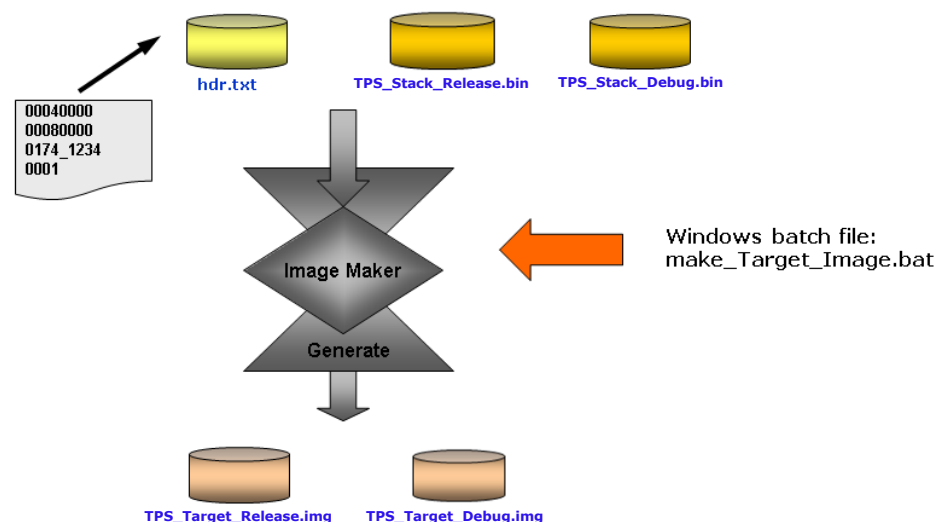 hdr.txt
TPS_Stack_Release.bin
TPS_Stack_Debug.bin
00040000
00080000
0174_1234
0001
Image Maker
Windows batch file:
make_Target_Image.bat
Generate
TPS_Target_Release.img
TPS_Target_Debug.img